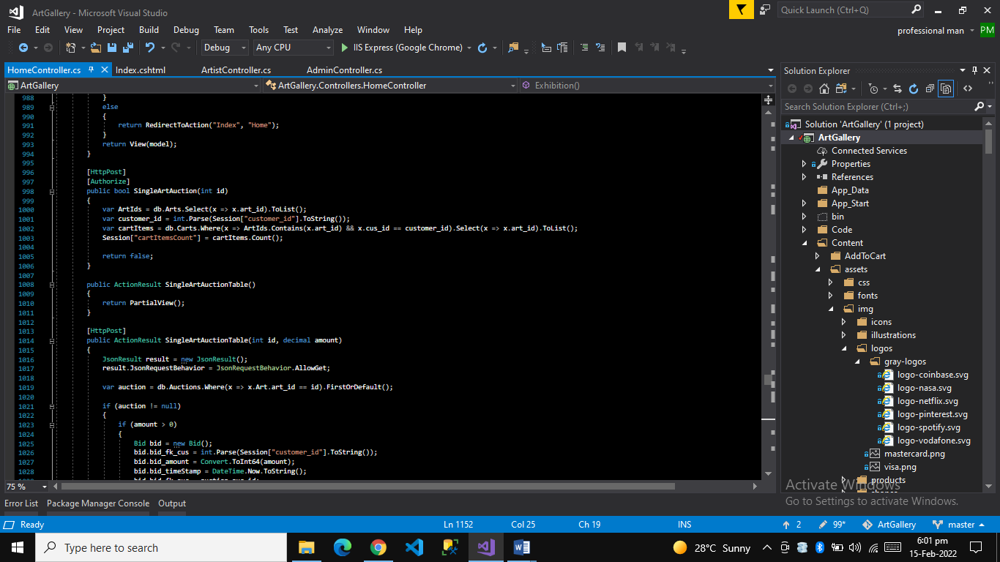 ArtGallery - Microsoft Visual Studio
Quick Launch (Ctrl+Q)
File Edit View Project Build Debug Team Tools Test Analyze Window Help
professional man PM
Debug Any CPU IIS Express (Google Chrome)
HomeController.cs Index.cshtml ArtistController.cs AdminController.cs
ArtGallery ArtGallery.Controllers.HomeController Exhibition()
988 }
989 else
990 {
991 return RedirectToAction("Index", "Home");
992 }
993 return View(model);
994 }
995
996 [HttpPost]
997 [Authorize]
998 public bool SingleArtAuction(int id)
999 {
1000 var ArtIds = db.Arts.Select(x => x.art_id).ToList();
1001 var customer_id = int.Parse(Session["customer_id"].ToString());
1002 var cartItems = db.Carts.Where(x => ArtIds.Contains(x.art_id) && x.cus_id == customer_id).Select(x => x.art_id).ToList();
1003 Session["cartItemsCount"] = cartItems.Count();
1004
1005 return false;
1006 }
1007
1008 public ActionResult SingleArtAuctionTable()
1009 {
1010 return PartialView();
1011 }
1012
1013 [HttpPost]
1014 public ActionResult SingleArtAuctionTable(int id, decimal amount)
1015 {
1016 JsonResult result = new JsonResult();
1017 result.JsonRequestBehavior = JsonRequestBehavior.AllowGet;
1018
1019 var auction = db.Auctions.Where(x => x.Art.art_id == id).FirstOrDefault();
1020
1021 if (auction != null)
1022 {
1023 if (amount > 0)
1024 {
1025 Bid bid = new Bid();
1026 bid.bid_fk_cus = int.Parse(Session["customer_id"].ToString());
1027 bid.bid_amount = Convert.ToInt64(amount);
1028 bid.bid_timeStamp = DateTime.Now.ToString();
75 %
Solution Explorer
Search Solution Explorer (Ctrl+;)
Solution 'ArtGallery' (1 project)
ArtGallery
Connected Services
Properties
References
App_Data
App_Start
bin
Code
Content
AddToCart
assets
css
fonts
img
icons
illustrations
logos
gray-logos
logo-coinbase.svg
logo-nasa.svg
logo-netflix.svg
logo-pinterest.svg
logo-spotify.svg
logo-vodafone.svg
mastercard.png
visa.png
products
Activate Windows
Go to Settings to activate Windows.
Error List Package Manager Console Output
Ready Ln 1152 Col 25 Ch 19 INS 2 99* ArtGallery master
Type here to search
28°C Sunny
6:01 pm
15-Feb-2022